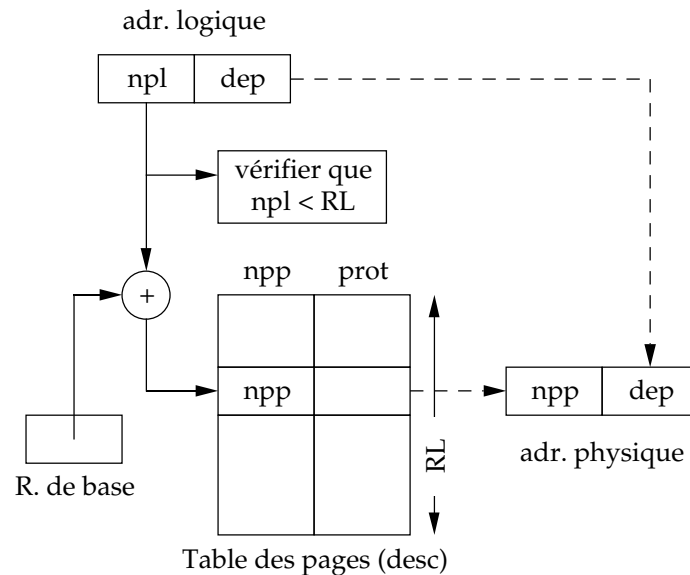 adr. logique
npl dep
vérifier que
npl < RL
npp prot
+
npp
npp dep
RL
adr. physique
R. de base
Table des pages (desc)